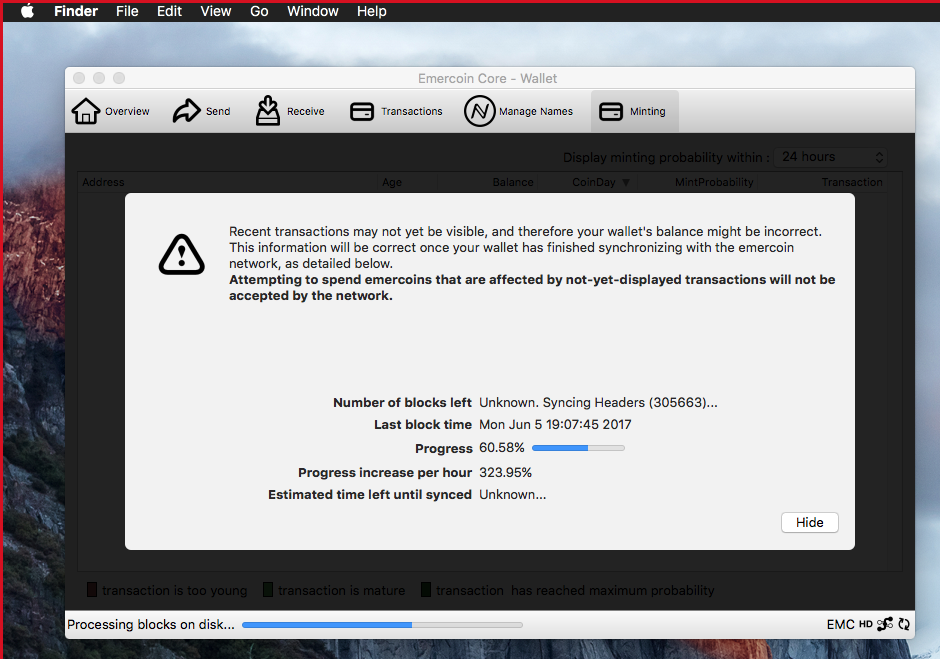 Finder File Edit View Go Window Help
Emercoin Core - Wallet
Overview Send Receive Transactions Manage Names Minting
Display minting probability within : 24 hours
Address Age Balance CoinDay MintProbability Transaction
Recent transactions may not yet be visible, and therefore your wallet's balance might be incorrect.
This information will be correct once your wallet has finished synchronizing with the emercoin
network, as detailed below.
Attempting to spend emercoins that are affected by not-yet-displayed transactions will not be
accepted by the network.
Number of blocks left Unknown. Syncing Headers (305663)...
Last block time Mon Jun 5 19:07:45 2017
Progress 60.58%
Progress increase per hour 323.95%
Estimated time left until synced Unknown...
Hide
transaction is too young transaction is mature transaction has reached maximum probability
Processing blocks on disk... EMC HD